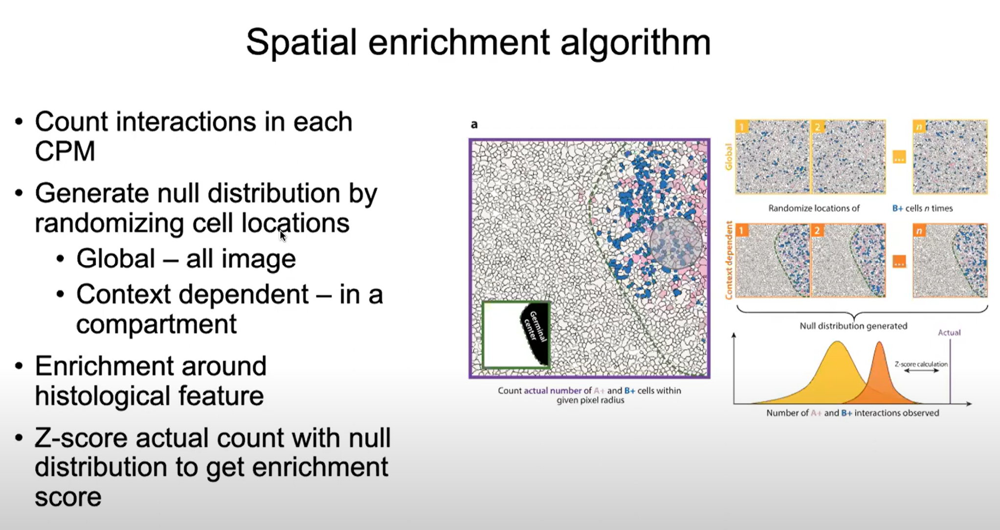 Spatial enrichment algorithm
• Count interactions in each
CPM
• Generate null distribution by
randomizing cell locations
• Global – all image
• Context dependent – in a
compartment
• Enrichment around
histological feature
• Z-score actual count with null
distribution to get enrichment
score
a
Germinal
center
Count actual number of A+ and B+ cells within
given pixel radius
Global
1
2
...
n
Randomize locations of B+ cells n times
Context dependent
1
2
...
n
Null distribution generated
Actual
Z-score calculation
Number of A+ and B+ interactions observed